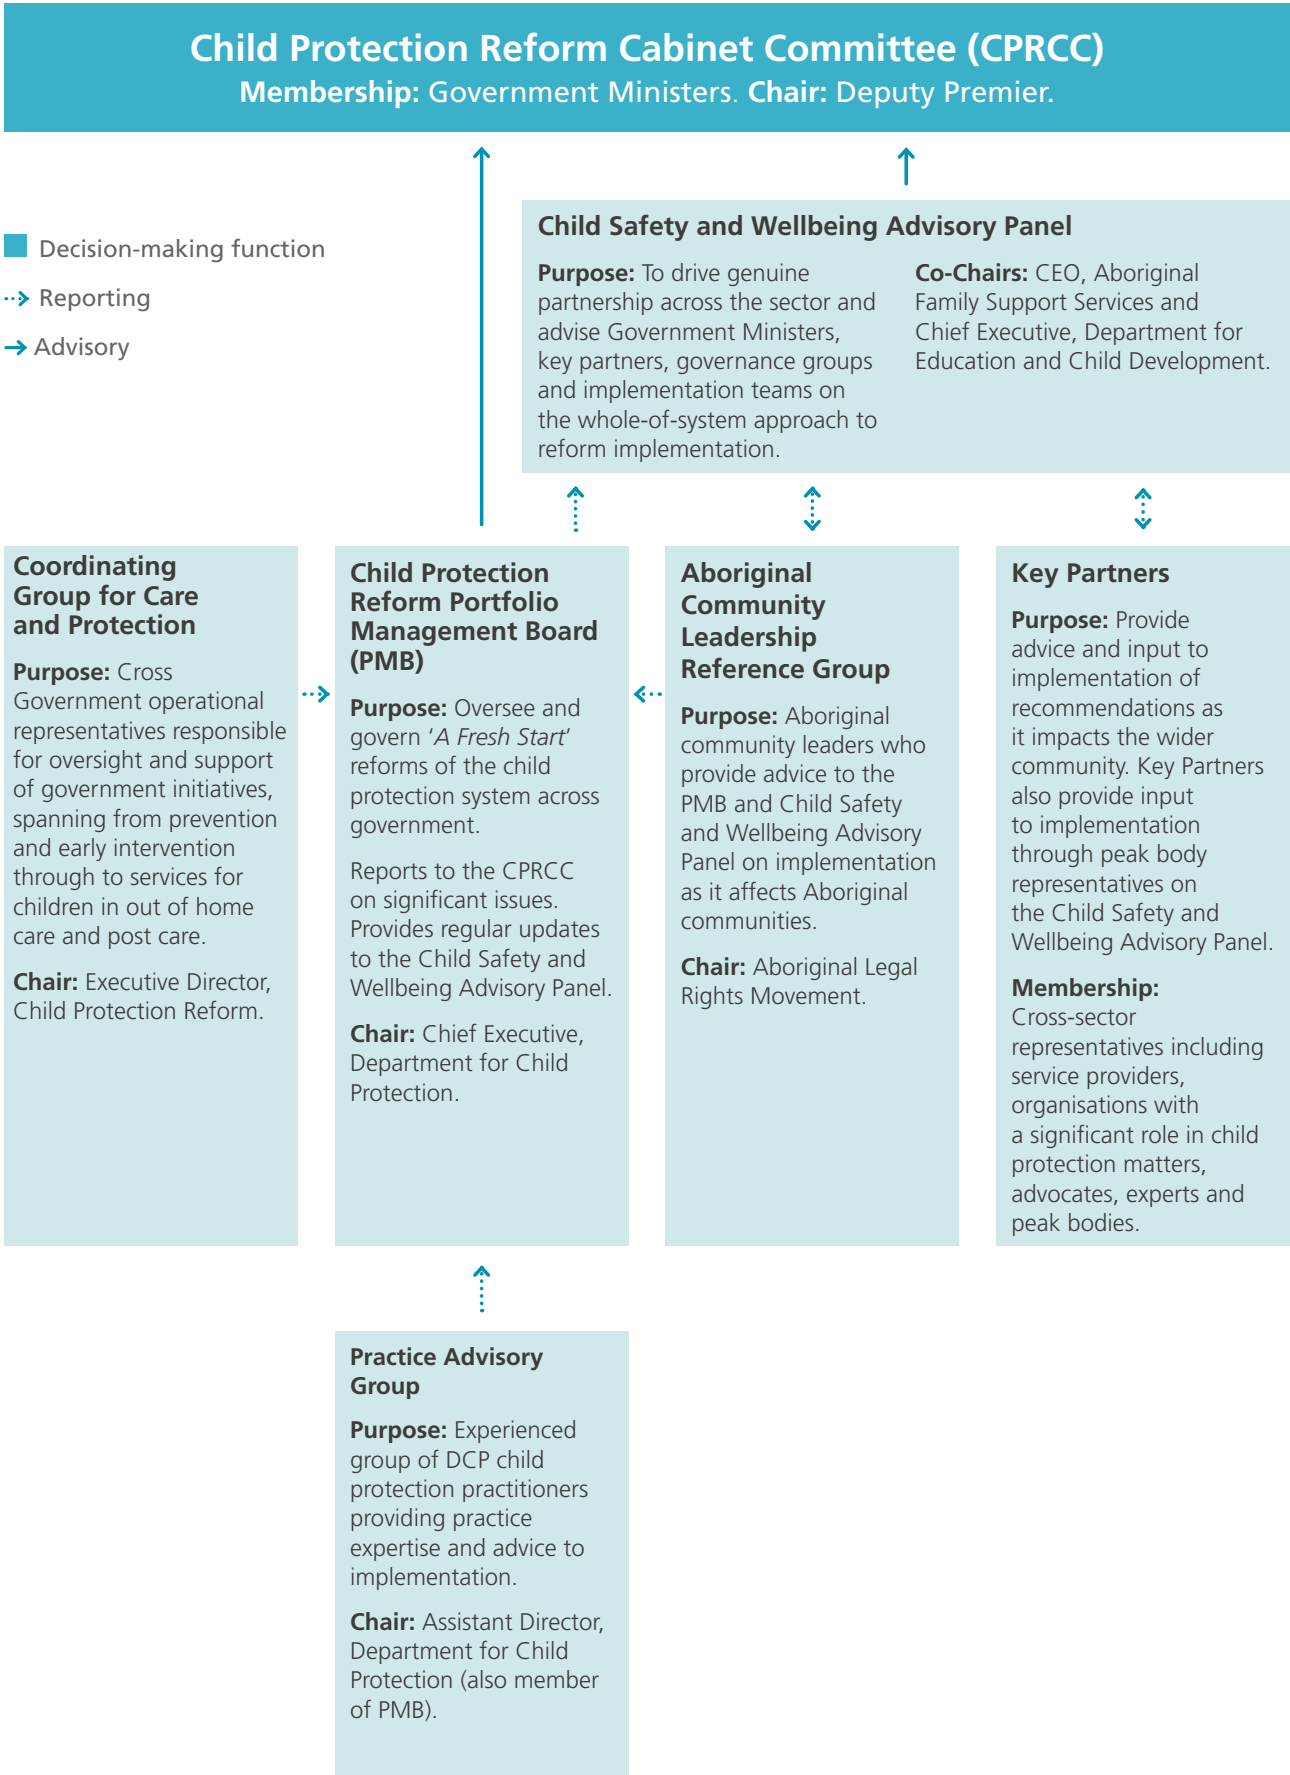 Child Protection Reform Cabinet Committee (CPRCC)
Membership: Government Ministers. Chair: Deputy Premier.
Decision-making function
Reporting
Advisory
Child Safety and Wellbeing Advisory Panel
Purpose: To drive genuine
partnership across the sector and
advise Government Ministers,
key partners, governance groups
and implementation teams on
the whole-of-system approach to
reform implementation.
Co-Chairs: CEO, Aboriginal
Family Support Services and
Chief Executive, Department for
Education and Child Development.
Coordinating
Group for Care
and Protection
Purpose: Cross
Government operational
representatives responsible
for oversight and support
of government initiatives,
spanning from prevention
and early intervention
through to services for
children in out of home
care and post care.
Chair: Executive Director,
Child Protection Reform.
Child Protection
Reform Portfolio
Management Board
(PMB)
Purpose: Oversee and
govern ‘A Fresh Start’
reforms of the child
protection system across
government.
Reports to the CPRCC
on significant issues.
Provides regular updates
to the Child Safety and
Wellbeing Advisory Panel.
Chair: Chief Executive,
Department for Child
Protection.
Aboriginal
Community
Leadership
Reference Group
Purpose: Aboriginal
community leaders who
provide advice to the
PMB and Child Safety
and Wellbeing Advisory
Panel on implementation
as it affects Aboriginal
communities.
Chair: Aboriginal Legal
Rights Movement.
Key Partners
Purpose: Provide
advice and input to
implementation of
recommendations as
it impacts the wider
community. Key Partners
also provide input
to implementation
through peak body
representatives on
the Child Safety and
Wellbeing Advisory Panel.
Membership:
Cross-sector
representatives including
service providers,
organisations with
a significant role in child
protection matters,
advocates, experts and
peak bodies.
Practice Advisory
Group
Purpose: Experienced
group of DCP child
protection practitioners
providing practice
expertise and advice to
implementation.
Chair: Assistant Director,
Department for Child
Protection (also member
of PMB).